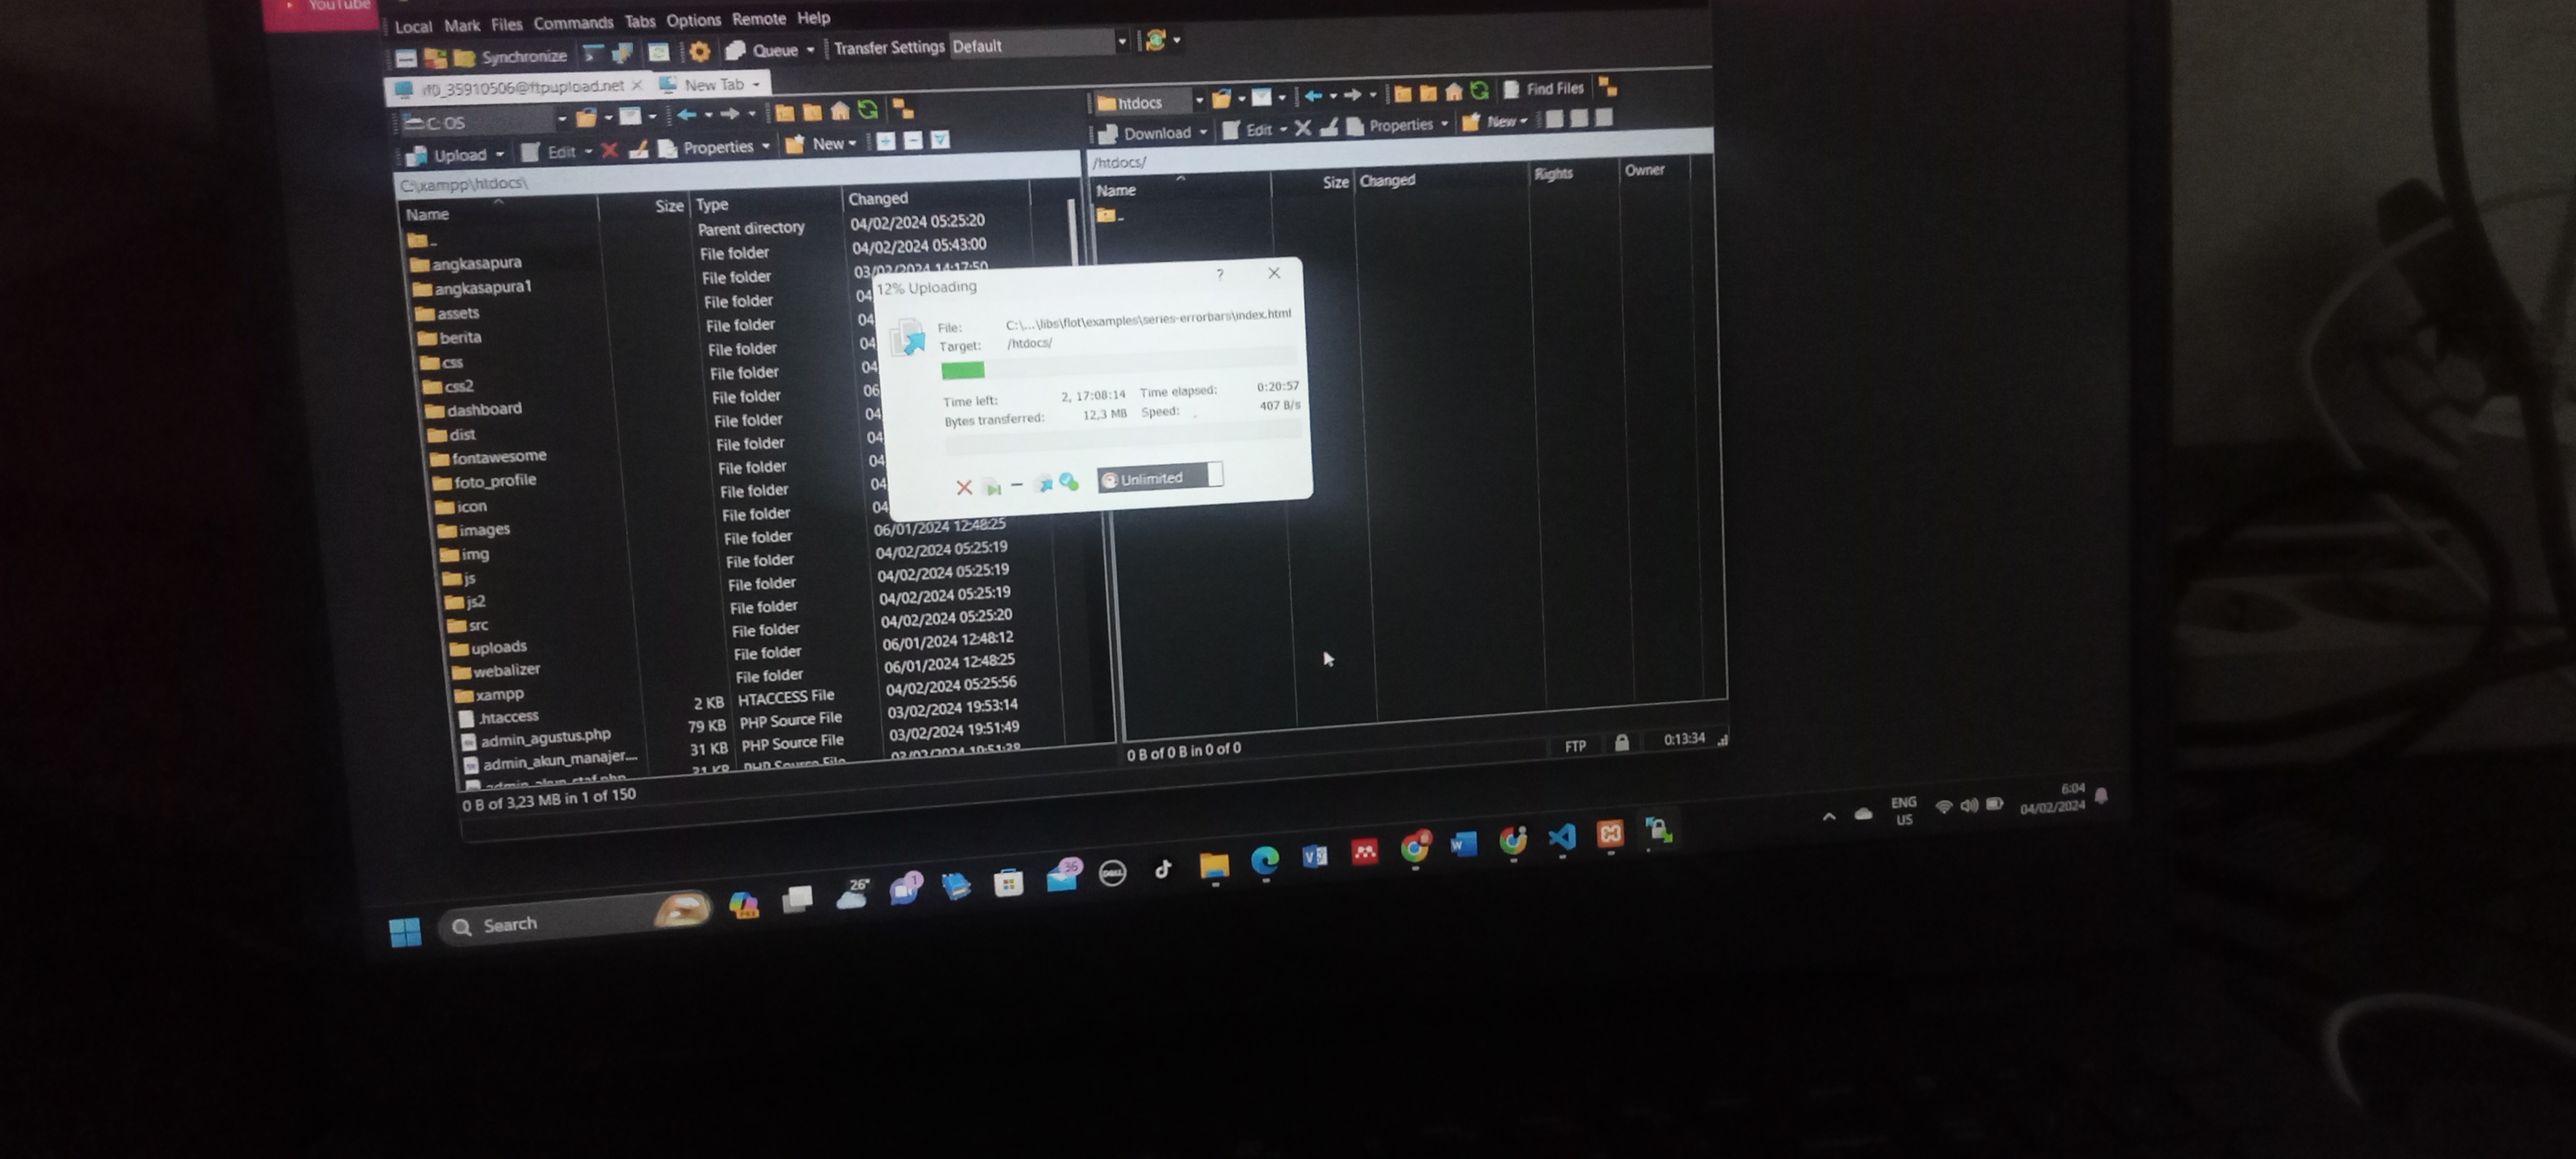 YouTube
Local Mark Files Commands Tabs Options Remote Help
Synchronize Queue Transfer Settings Default
if0_35910506@ftpupload.net New Tab
C: OS
Upload Edit Properties New
C:\xampp\htdocs\
Name Size Type Changed
.. Parent directory 04/02/2024 05:25:20
angkasapura File folder 04/02/2024 05:43:00
angkasapura1 File folder 03/02/2024 14:17:50
assets File folder 04
berita File folder 04
css File folder 04
css2 File folder 04
dashboard File folder 06
dist File folder 04
fontawesome File folder 04
foto_profile File folder 04
icon File folder 04
images File folder 04
img File folder 06/01/2024 12:48:25
js File folder 04/02/2024 05:25:19
js2 File folder 04/02/2024 05:25:19
src File folder 04/02/2024 05:25:19
uploads File folder 04/02/2024 05:25:20
webalizer File folder 06/01/2024 12:48:12
xampp File folder 06/01/2024 12:48:25
.htaccess 2 KB HTACCESS File 04/02/2024 05:25:56
admin_agustus.php 79 KB PHP Source File 03/02/2024 19:53:14
admin_akun_manajer.... 31 KB PHP Source File 03/02/2024 19:51:49
admin_akun_staf.php 21 KB PHP Source File
0 B of 3,23 MB in 1 of 150
htdocs Find Files
Download Edit Properties New
/htdocs/
Name Size Changed Rights Owner
..
0 B of 0 B in 0 of 0
FTP 0:13:34
12% Uploading ?
File: C:\...\libs\flot\examples\series-errorbars\index.html
Target: /htdocs/
Time left: 2, 17:08:14 Time elapsed: 0:20:57
Bytes transferred: 12,3 MB Speed: 407 B/s
Unlimited
Search
26°
1
36
DELL
W
ENG
US
6:04
04/02/2024